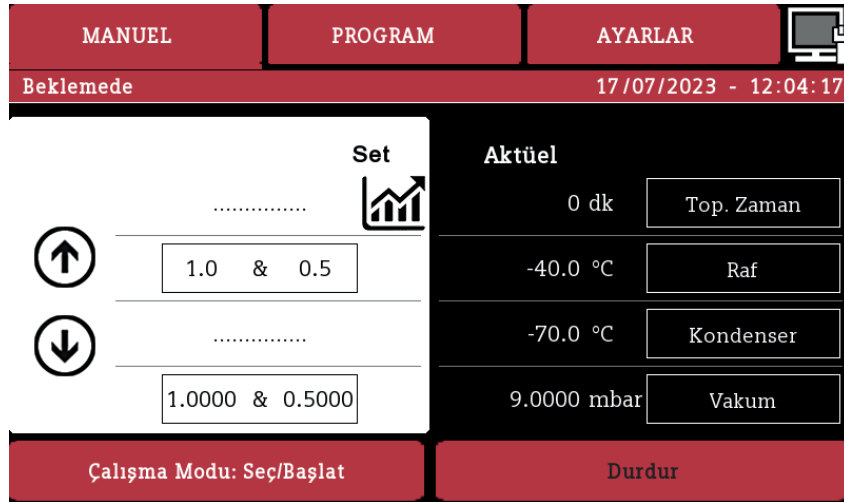 MANUEL PROGRAM AYARLAR
Beklemede 17/07/2023 - 12:04:17
Set Aktüel
............... 0 dk Top. Zaman
1.0 & 0.5 -40.0 °C Raf
............... -70.0 °C Kondenser
1.0000 & 0.5000 9.0000 mbar Vakum
Çalışma Modu: Seç/Başlat Durdur